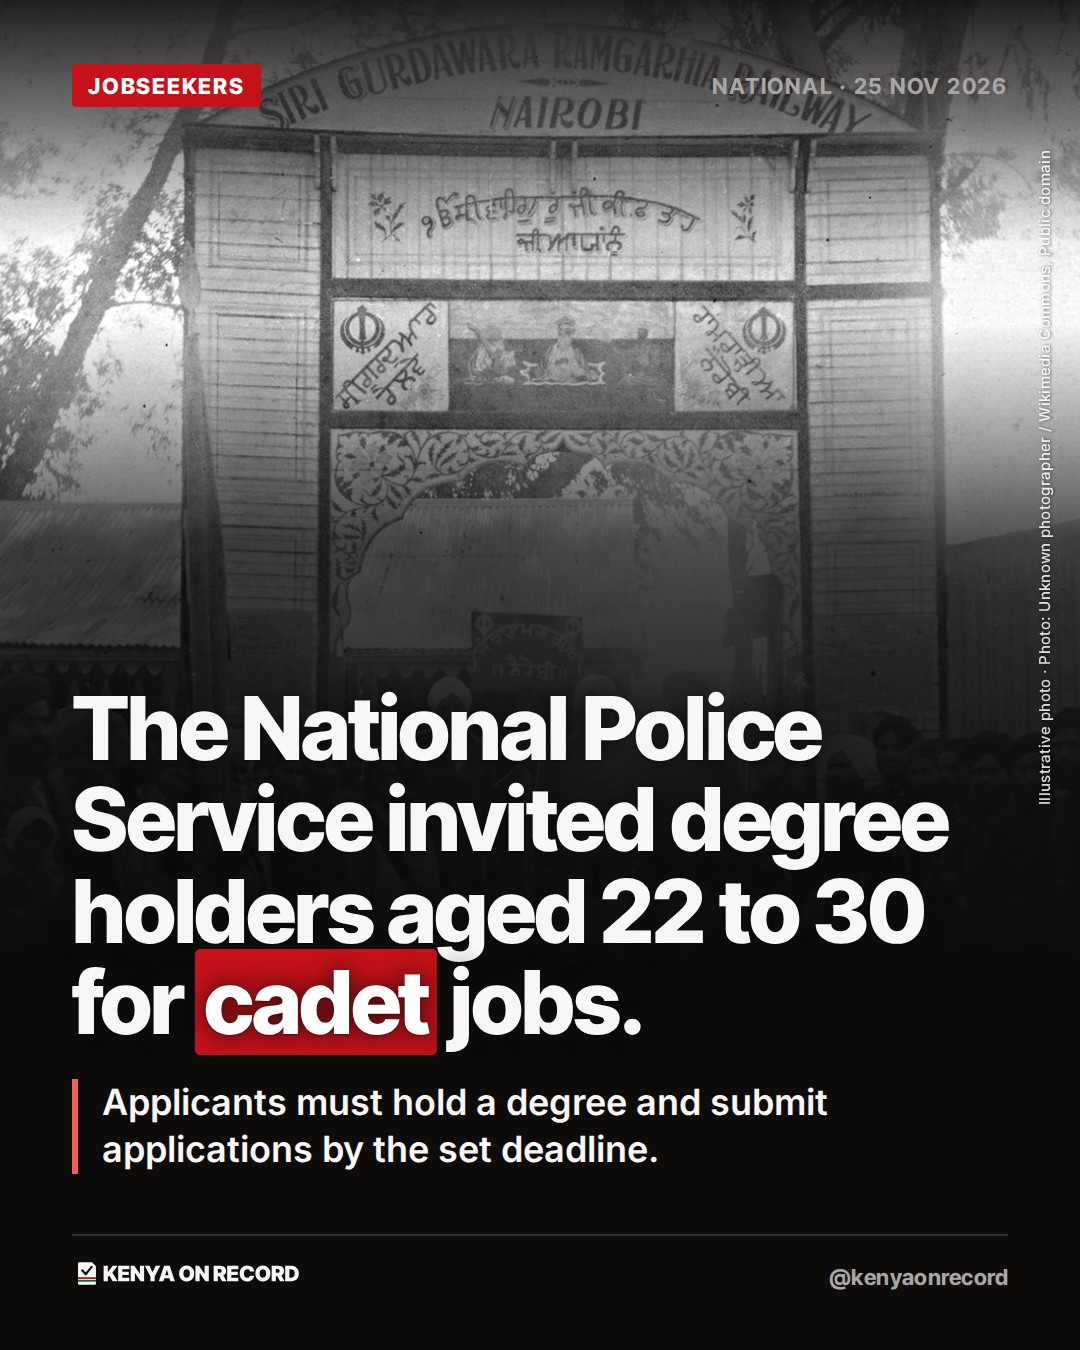 JOBSEEKERS
NATIONAL · 25 NOV 2026
SIRI GURDAWARA RAMGARHIA RAILWAY
NAIROBI
Illustrative photo · Photo: Unknown photographer / Wikimedia Commons, Public domain
The National Police
Service invited degree
holders aged 22 to 30
for cadet jobs.
Applicants must hold a degree and submit
applications by the set deadline.
KENYA ON RECORD
@kenyaonrecord